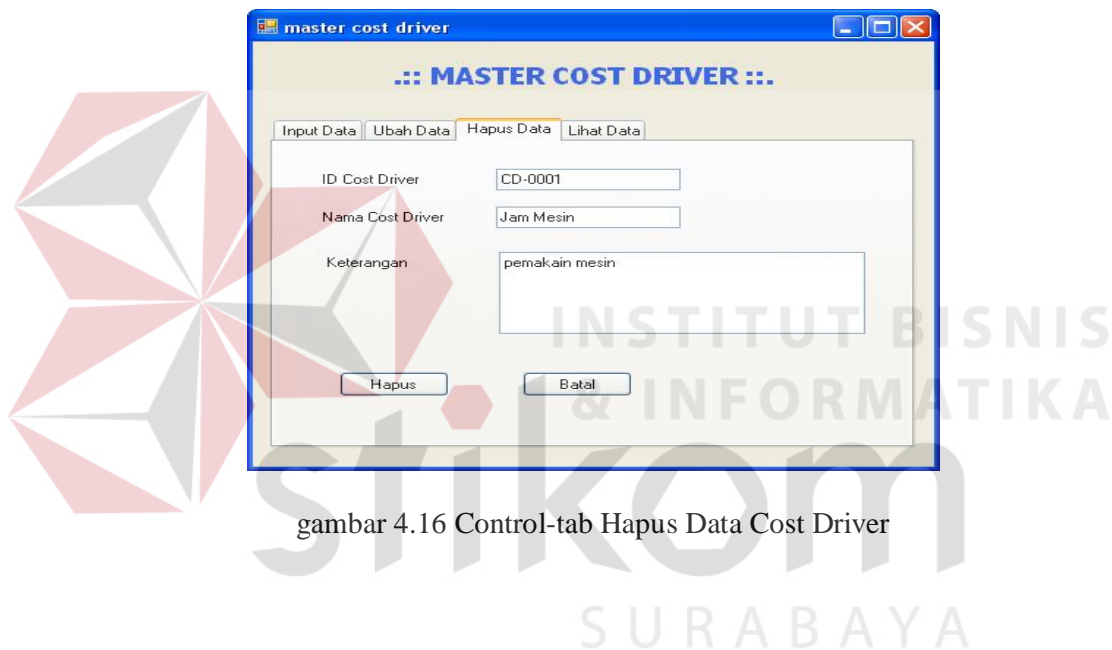 master cost driver
.:: MASTER COST DRIVER ::.
Input Data Ubah Data Hapus Data Lihat Data
ID Cost Driver CD-0001
Nama Cost Driver Jam Mesin
Keterangan pemakain mesin
Hapus Batal
INSTITUT BISNIS
& INFORMATIKA
stikom
SURABAYA
gambar 4.16 Control-tab Hapus Data Cost Driver